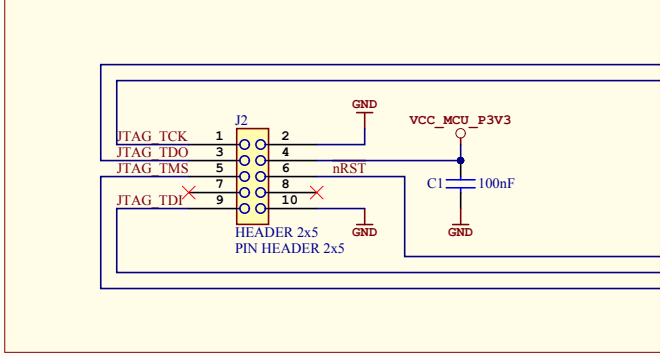 GND
VCC_MCU_P3V3
J2
JTAG_TCK 1 2
JTAG_TDO 3 4
JTAG_TMS 5 6 nRST
7 8
JTAG_TDI 9 10
C1 100nF
GND
GND
HEADER 2x5
PIN HEADER 2x5